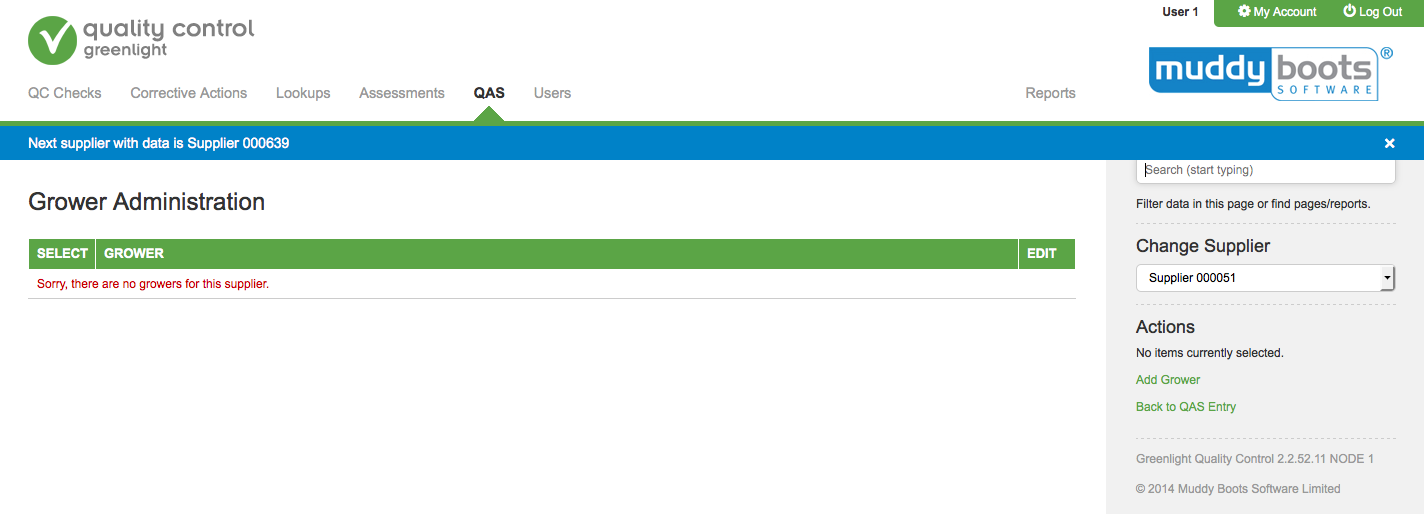 User 1 My Account Log Out
quality control
greenlight
muddy boots ®
SOFTWARE
QC Checks Corrective Actions Lookups Assessments QAS Users Reports
Next supplier with data is Supplier 000639
Search (start typing)
Filter data in this page or find pages/reports.
Grower Administration
SELECT GROWER EDIT
Sorry, there are no growers for this supplier.
Change Supplier
Supplier 000051
Actions
No items currently selected.
Add Grower
Back to QAS Entry
Greenlight Quality Control 2.2.52.11 NODE 1
© 2014 Muddy Boots Software Limited